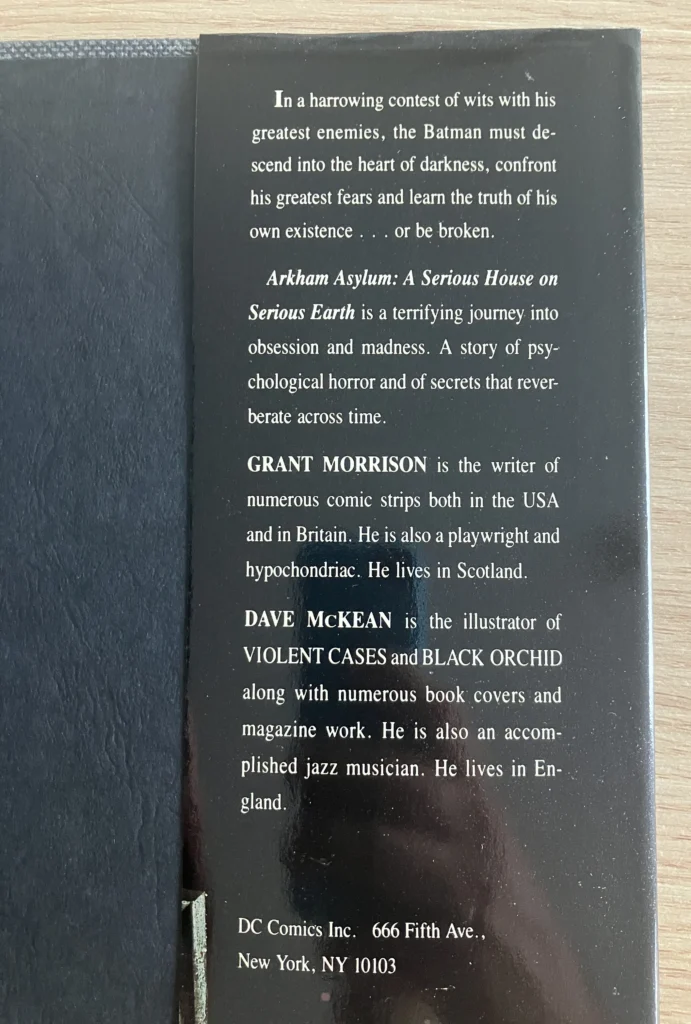 In a harrowing contest of wits with his
greatest enemies, the Batman must de-
scend into the heart of darkness, confront
his greatest fears and learn the truth of his
own existence . . . or be broken.
Arkham Asylum: A Serious House on
Serious Earth is a terrifying journey into
obsession and madness. A story of psy-
chological horror and of secrets that rever-
berate across time.
GRANT MORRISON is the writer of
numerous comic strips both in the USA
and in Britain. He is also a playwright and
hypochondriac. He lives in Scotland.
DAVE McKEAN is the illustrator of
VIOLENT CASES and BLACK ORCHID
along with numerous book covers and
magazine work. He is also an accom-
plished jazz musician. He lives in En-
gland.
DC Comics Inc. 666 Fifth Ave.,
New York, NY 10103